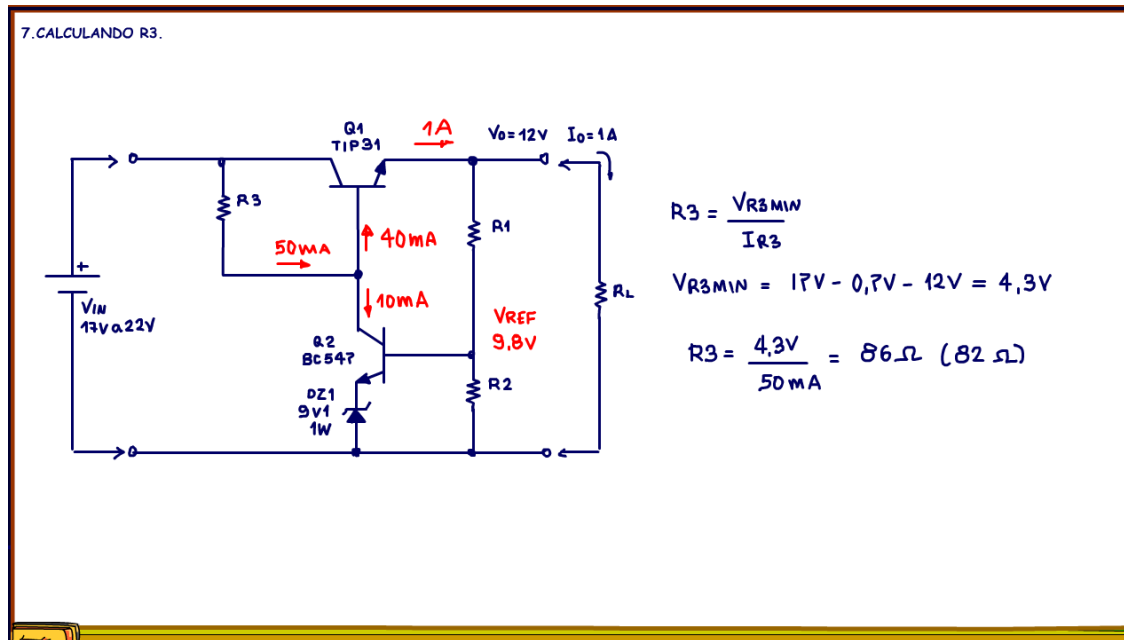 7.CALCULANDO R3.
Q1
TIP31
1A
Vo=12V Io=1A
R3
50mA
40mA
R1
+
VIN
17V a 22V
10mA
Q2
BC547
VREF
9,8V
RL
DZ1
9V1
1W
R2
R3 = VR3MIN
IR3
VR3MIN = 17V - 0,7V - 12V = 4,3V
R3 = 4,3V = 86Ω (82Ω)
50mA